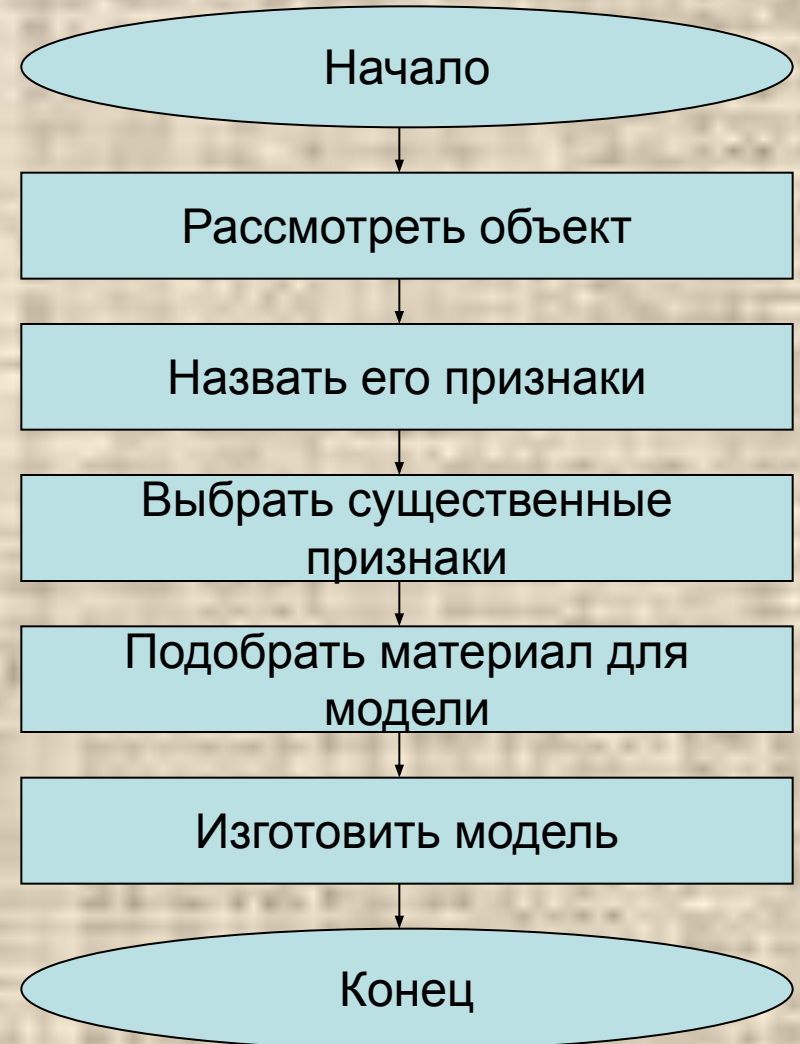 Начало
Рассмотреть объект
Назвать его признаки
Выбрать существенные
признаки
Подобрать материал для
модели
Изготовить модель
Конец